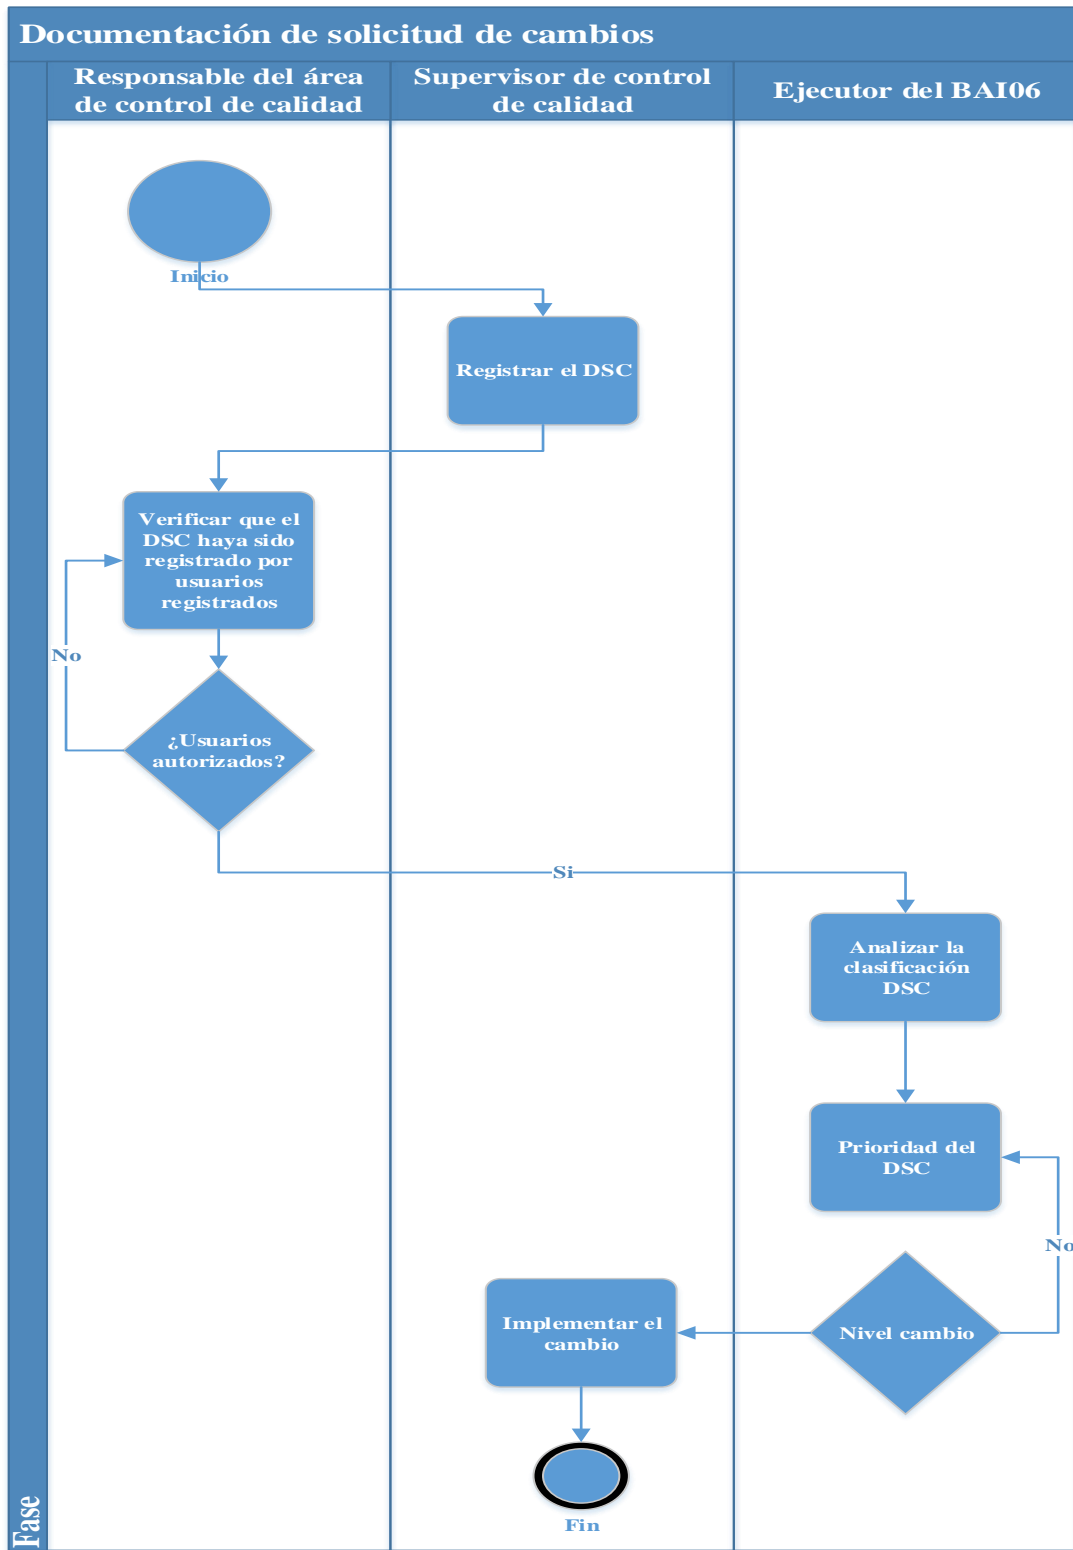 Documentación de solicitud de cambios
Responsable del área
de control de calidad
Supervisor de control
de calidad
Ejecutor del BAI06
Inicio
Registrar el DSC
Verificar que el
DSC haya sido
registrado por
usuarios
registrados
No
¿Usuarios
autorizados?
Si
Analizar la
clasificación
DSC
Prioridad del
DSC
No
Implementar el
cambio
Nivel cambio
Fin
Fase